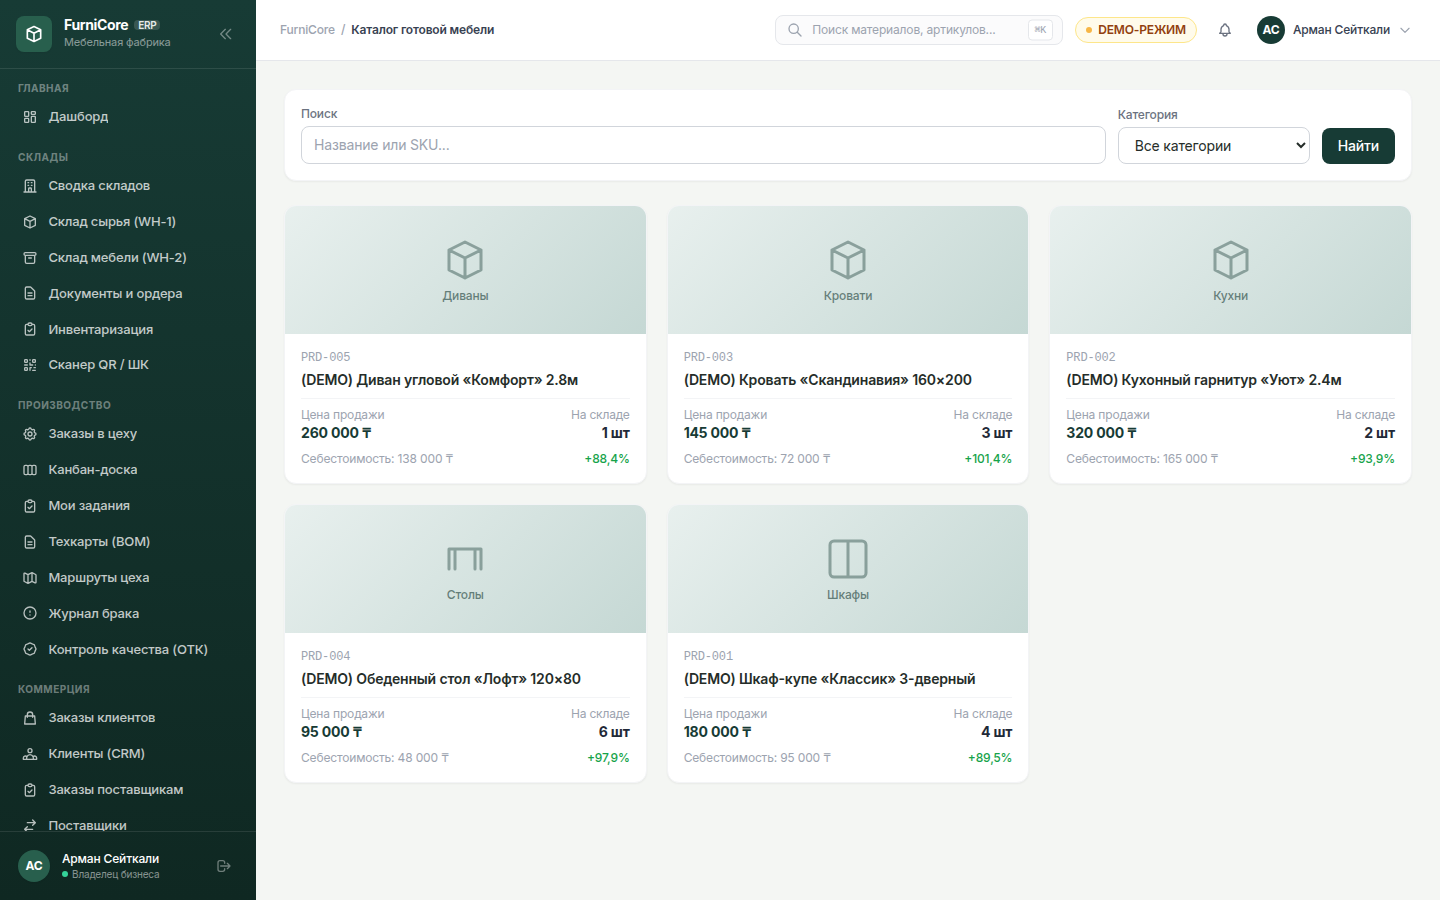 FurniCore ERP
Мебельная фабрика
ГЛАВНАЯ
Дашборд
СКЛАДЫ
Сводка складов
Склад сырья (WH-1)
Склад мебели (WH-2)
Документы и ордера
Инвентаризация
Сканер QR / ШК
ПРОИЗВОДСТВО
Заказы в цеху
Канбан-доска
Мои задания
Техкарты (BOM)
Маршруты цеха
Журнал брака
Контроль качества (ОТК)
КОММЕРЦИЯ
Заказы клиентов
Клиенты (CRM)
Заказы поставщикам
Поставщики
АС Арман Сейткали
Владелец бизнеса
FurniCore / Каталог готовой мебели
Поиск материалов, артикулов... ⌘K
DEMO-РЕЖИМ
АС Арман Сейткали
Поиск
Название или SKU...
Категория
Все категории
Найти
Диваны
PRD-005
(DEMO) Диван угловой «Комфорт» 2.8м
Цена продажи На складе
260 000 ₸ 1 шт
Себестоимость: 138 000 ₸ +88,4%
Кровати
PRD-003
(DEMO) Кровать «Скандинавия» 160×200
Цена продажи На складе
145 000 ₸ 3 шт
Себестоимость: 72 000 ₸ +101,4%
Кухни
PRD-002
(DEMO) Кухонный гарнитур «Уют» 2.4м
Цена продажи На складе
320 000 ₸ 2 шт
Себестоимость: 165 000 ₸ +93,9%
Столы
PRD-004
(DEMO) Обеденный стол «Лофт» 120×80
Цена продажи На складе
95 000 ₸ 6 шт
Себестоимость: 48 000 ₸ +97,9%
Шкафы
PRD-001
(DEMO) Шкаф-купе «Классик» 3-дверный
Цена продажи На складе
180 000 ₸ 4 шт
Себестоимость: 95 000 ₸ +89,5%